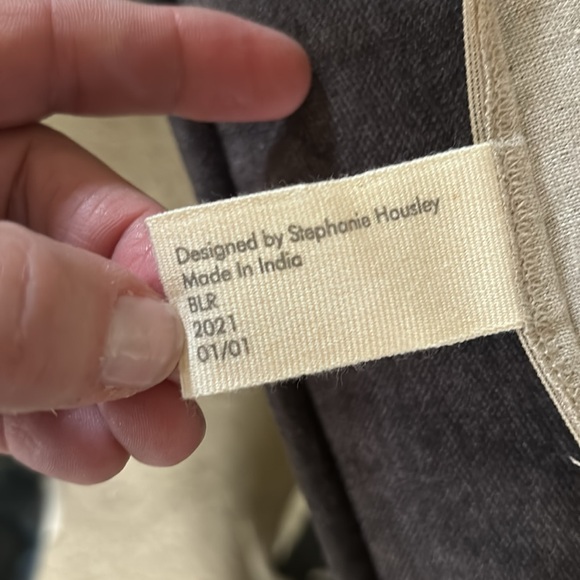 Designed by Stephanie Housley
Made In India
BLR
2021
01/01